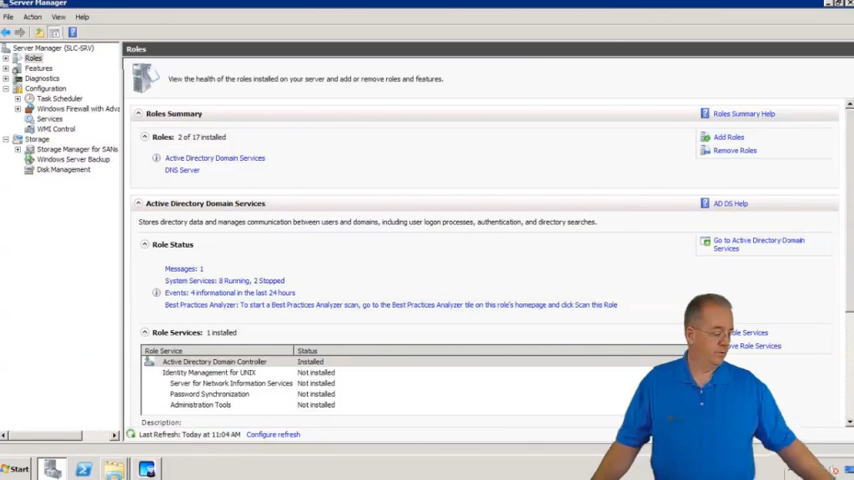 Server Manager
File Action View Help
Server Manager (SLC-SRV)
Roles
Features
Diagnostics
Configuration
Task Scheduler
Windows Firewall with Adva
Services
WMI Control
Storage
Storage Manager for SANs
Windows Server Backup
Disk Management
Roles
View the health of the roles installed on your server and add or remove roles and features.
Roles Summary
Roles Summary Help
Roles: 2 of 17 installed
Add Roles
Remove Roles
Active Directory Domain Services
DNS Server
Active Directory Domain Services
AD DS Help
Stores directory data and manages communication between users and domains, including user logon processes, authentication, and directory searches.
Role Status
Go to Active Directory Domain
Services
Messages: 1
System Services: 8 Running, 2 Stopped
Events: 4 informational in the last 24 hours
Best Practices Analyzer: To start a Best Practices Analyzer scan, go to the Best Practices Analyzer tile on this role's homepage and click Scan this Role
Role Services: 1 installed
le Services
ve Role Services
Role Service Status
Active Directory Domain Controller Installed
Identity Management for UNIX Not installed
Server for Network Information Services Not installed
Password Synchronization Not installed
Administration Tools Not installed
Description:
Last Refresh: Today at 11:04 AM Configure refresh
Start